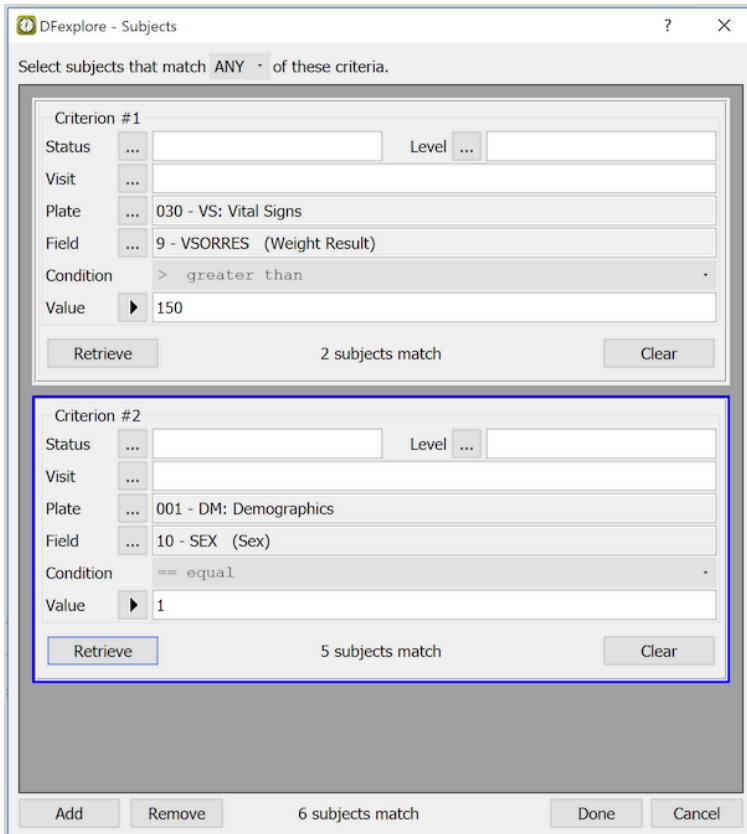 DFexplore - Subjects ? ×
Select subjects that match ANY of these criteria.
Criterion #1
Status ... Level ...
Visit ...
Plate ... 030 - VS: Vital Signs
Field ... 9 - VSORRES (Weight Result)
Condition > greater than
Value 150
Retrieve 2 subjects match Clear
Criterion #2
Status ... Level ...
Visit ...
Plate ... 001 - DM: Demographics
Field ... 10 - SEX (Sex)
Condition == equal
Value 1
Retrieve 5 subjects match Clear
Add Remove 6 subjects match Done Cancel